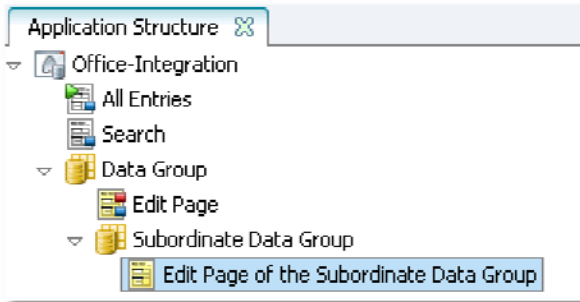 Application Structure
Office-Integration
All Entries
Search
Data Group
Edit Page
Subordinate Data Group
Edit Page of the Subordinate Data Group